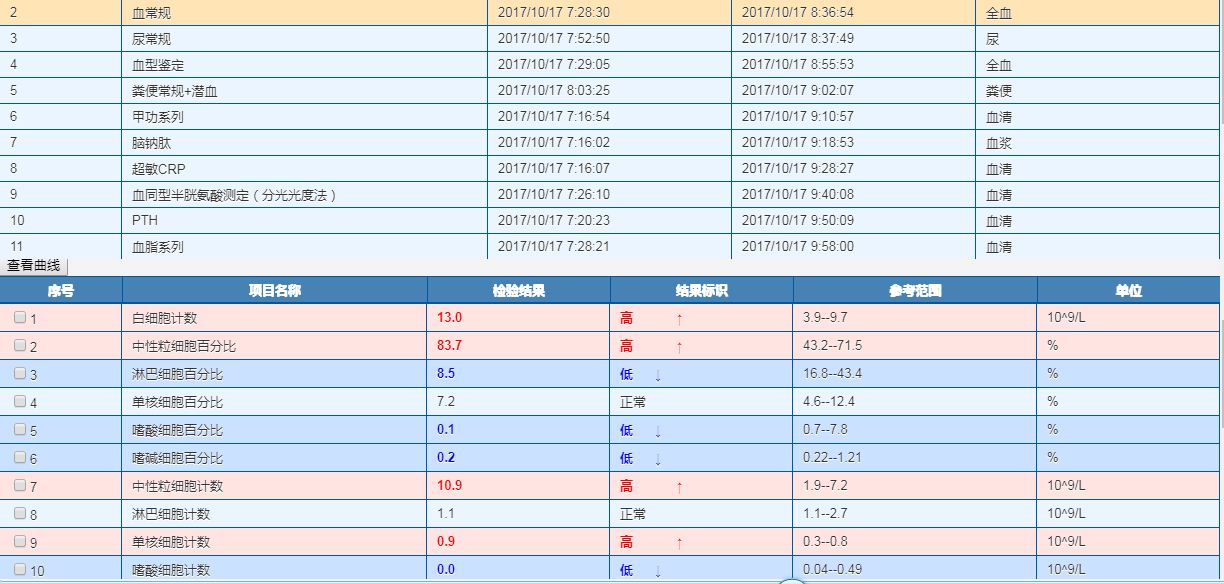 2 血常规 2017/10/17 7:28:30 2017/10/17 8:36:54 全血
3 尿常规 2017/10/17 7:52:50 2017/10/17 8:37:49 尿
4 血型鉴定 2017/10/17 7:29:05 2017/10/17 8:55:53 全血
5 粪便常规+潜血 2017/10/17 8:03:25 2017/10/17 9:02:07 粪便
6 甲功系列 2017/10/17 7:16:54 2017/10/17 9:10:57 血清
7 脑钠肽 2017/10/17 7:16:02 2017/10/17 9:18:53 血浆
8 超敏CRP 2017/10/17 7:16:07 2017/10/17 9:28:27 血清
9 血同型半胱氨酸测定（分光光度法） 2017/10/17 7:26:10 2017/10/17 9:40:08 血清
10 PTH 2017/10/17 7:20:23 2017/10/17 9:50:09 血清
11 血脂系列 2017/10/17 7:28:21 2017/10/17 9:58:00 血清
查看曲线
序号 项目名称 检验结果 结果标识 参考范围 单位
1 白细胞计数 13.0 高 ↑ 3.9--9.7 10^9/L
2 中性粒细胞百分比 83.7 高 ↑ 43.2--71.5 %
3 淋巴细胞百分比 8.5 低 ↓ 16.8--43.4 %
4 单核细胞百分比 7.2 正常 4.6--12.4 %
5 嗜酸细胞百分比 0.1 低 ↓ 0.7--7.8 %
6 嗜碱细胞百分比 0.2 低 ↓ 0.22--1.21 %
7 中性粒细胞计数 10.9 高 ↑ 1.9--7.2 10^9/L
8 淋巴细胞计数 1.1 正常 1.1--2.7 10^9/L
9 单核细胞计数 0.9 高 ↑ 0.3--0.8 10^9/L
10 嗜酸细胞计数 0.0 低 ↓ 0.04--0.49 10^9/L